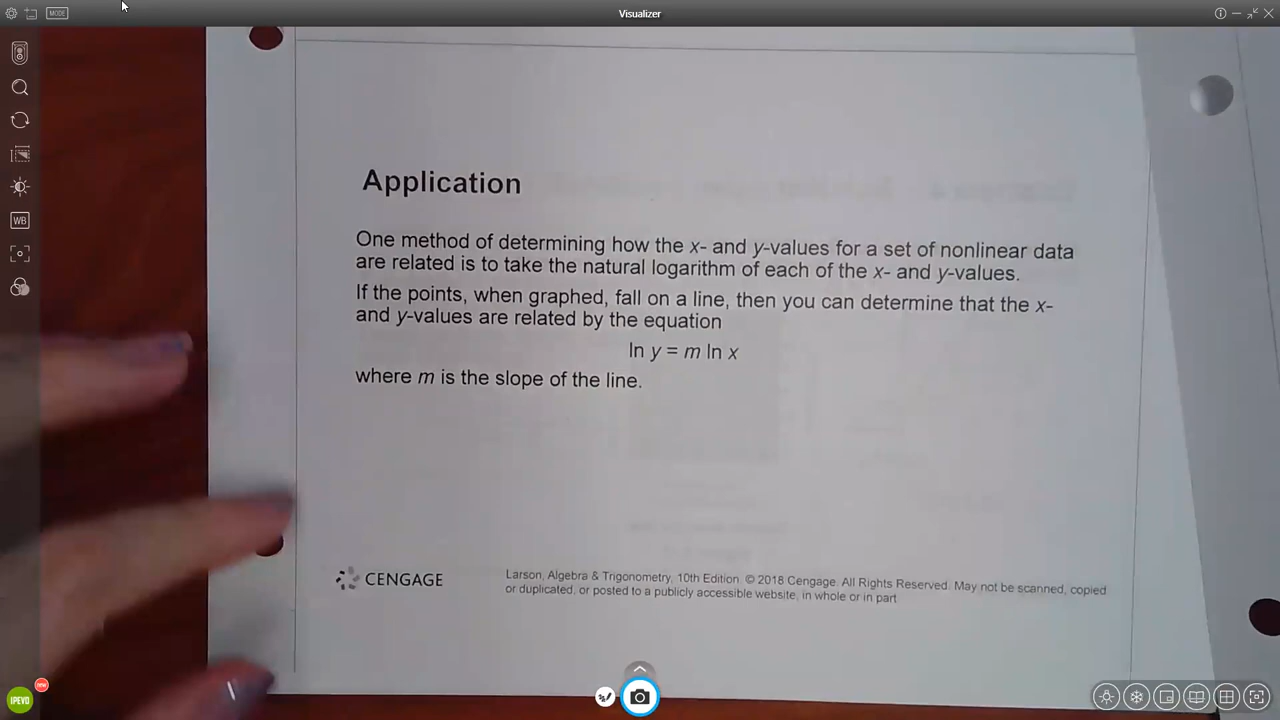 MODE
Visualizer
WB
Application
One method of determining how the x- and y-values for a set of nonlinear data
are related is to take the natural logarithm of each of the x- and y-values.
If the points, when graphed, fall on a line, then you can determine that the x-
and y-values are related by the equation
ln y = m ln x
where m is the slope of the line.
CENGAGE
Larson, Algebra & Trigonometry, 10th Edition. © 2018 Cengage. All Rights Reserved. May not be scanned, copied
or duplicated, or posted to a publicly accessible website, in whole or in part
new
IPEVO